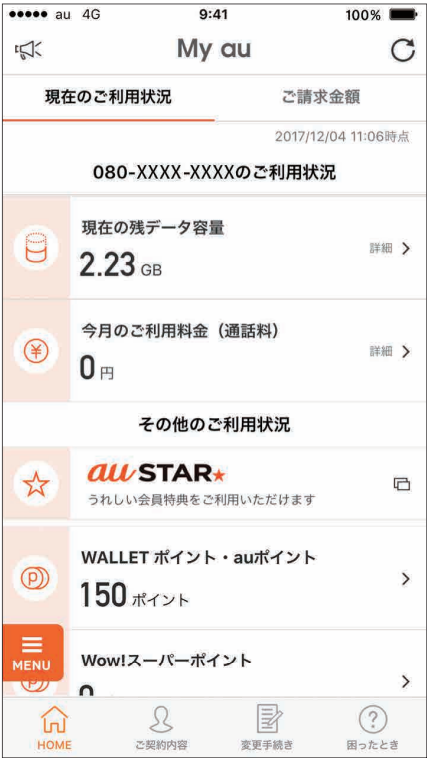 au 4G 9:41 100%
My au
現在のご利用状況 ご請求金額
2017/12/04 11:06時点
080-XXXX-XXXXのご利用状況
現在の残データ容量
2.23 GB
詳細
今月のご利用料金（通話料）
0 円
詳細
その他のご利用状況
au STAR
うれしい会員特典をご利用いただけます
WALLET ポイント・auポイント
150 ポイント
MENU
Wow!スーパーポイント
HOME ご契約内容 変更手続き 困ったとき